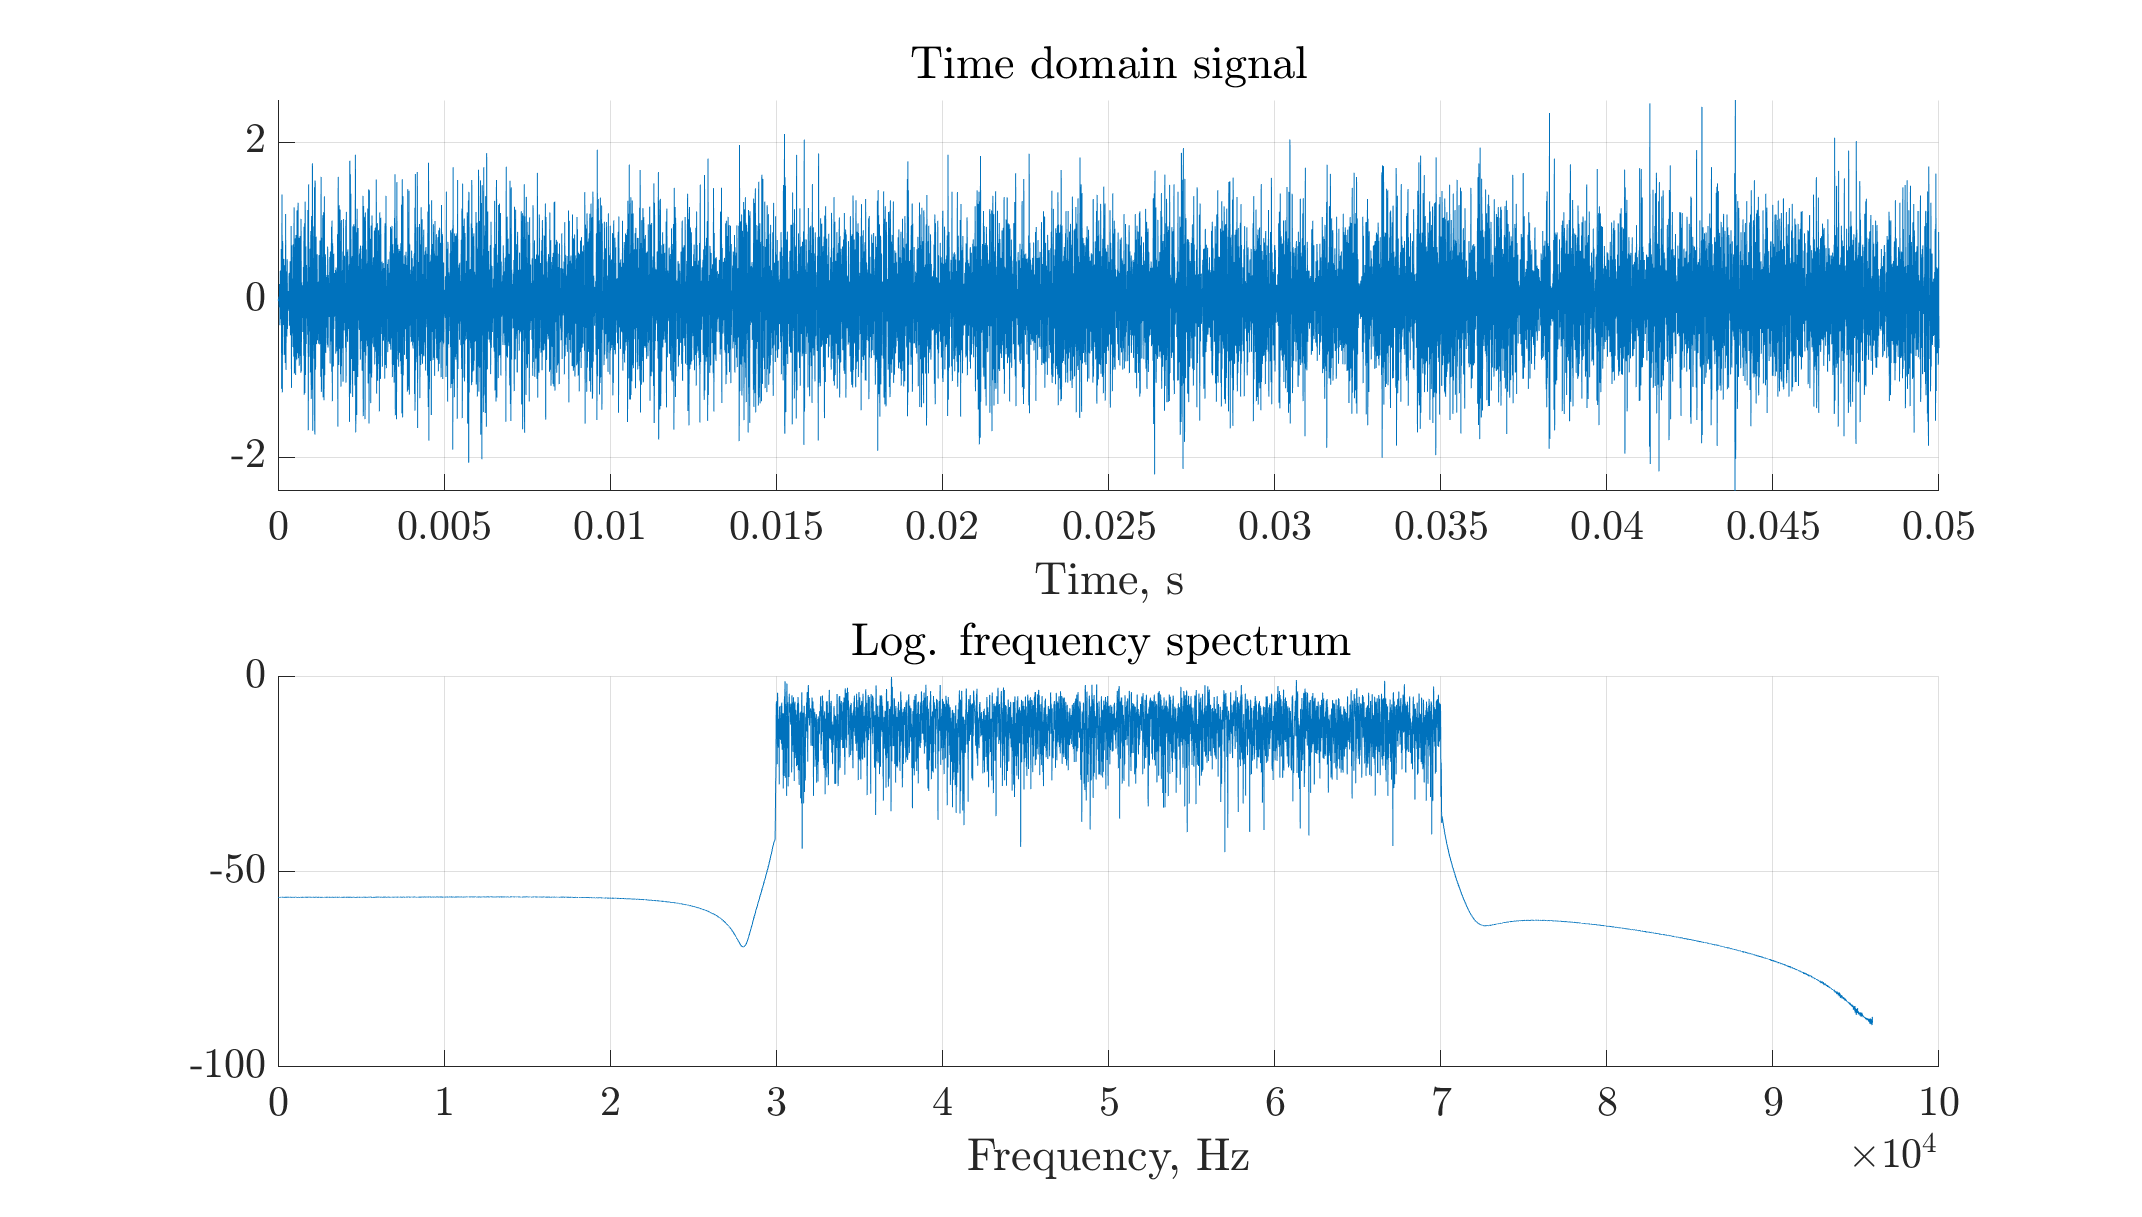 Time domain signal
2
0
-2
0 0.005 0.01 0.015 0.02 0.025 0.03 0.035 0.04 0.045 0.05
Time, s
Log. frequency spectrum
0
-50
-100
0 1 2 3 4 5 6 7 8 9 10
Frequency, Hz
×10⁴